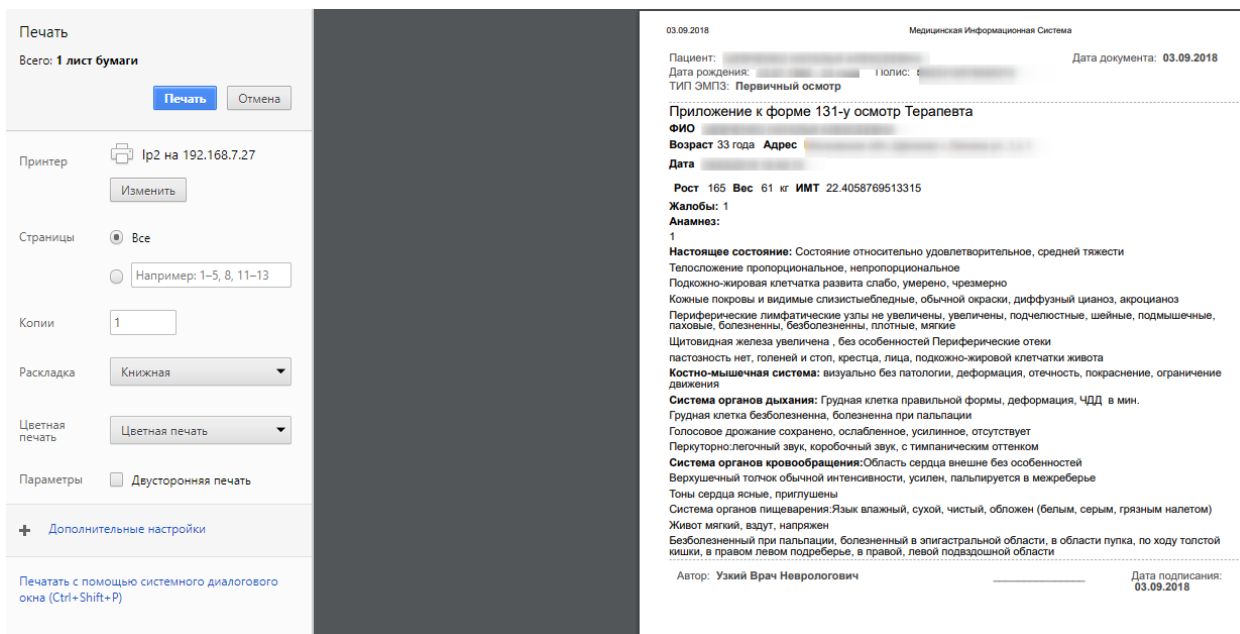 Печать
Всего: 1 лист бумаги
Печать
Отмена
Принтер
lp2 на 192.168.7.27
Изменить
Страницы
Все
Например: 1–5, 8, 11–13
Копии
1
Раскладка
Книжная
Цветная печать
Цветная печать
Параметры
Двусторонняя печать
Дополнительные настройки
Печатать с помощью системного диалогового
окна (Ctrl+Shift+P)
03.09.2018 Медицинская Информационная Система
Пациент: Дата документа: 03.09.2018
Дата рождения: Полис:
ТИП ЭМПЗ: Первичный осмотр
Приложение к форме 131-у осмотр Терапевта
ФИО
Возраст 33 года Адрес
Дата
Рост 165 Вес 61 кг ИМТ 22.4058769513315
Жалобы: 1
Анамнез:
1
Настоящее состояние: Состояние относительно удовлетворительное, средней тяжести
Телосложение пропорциональное, непропорциональное
Подкожно-жировая клетчатка развита слабо, умерено, чрезмерно
Кожные покровы и видимые слизистыебледные, обычной окраски, диффузный цианоз, акроцианоз
Периферические лимфатические узлы не увеличены, увеличены, подчелюстные, шейные, подмышечные,
паховые, болезненны, безболезненны, плотные, мягкие
Щитовидная железа увеличена , без особенностей Периферические отеки
пастозность нет, голеней и стоп, крестца, лица, подкожно-жировой клетчатки живота
Костно-мышечная система: визуально без патологии, деформация, отечность, покраснение, ограничение
движения
Система органов дыхания: Грудная клетка правильной формы, деформация, ЧДД в мин.
Грудная клетка безболезненна, болезненна при пальпации
Голосовое дрожание сохранено, ослабленное, усилинное, отсутствует
Перкуторно:легочный звук, коробочный звук, с тимпаническим оттенком
Система органов кровообращения:Область сердца внешне без особенностей
Верхушечный толчок обычной интенсивности, усилен, пальпируется в межреберье
Тоны сердца ясные, приглушены
Система органов пищеварения:Язык влажный, сухой, чистый, обложен (белым, серым, грязным налетом)
Живот мягкий, вздут, напряжен
Безболезненный при пальпации, болезненный в эпигастральной области, в области пупка, по ходу толстой
кишки, в правом левом подреберье, в правой, левой подвздошной области
Автор: Узкий Врач Неврологович Дата подписания:
03.09.2018